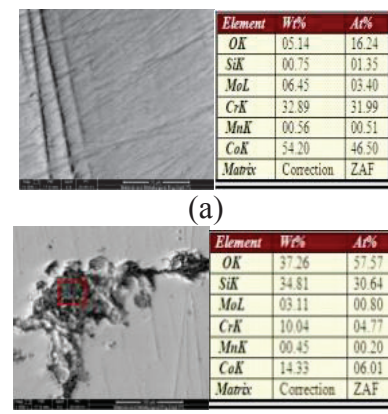 Element Wt% At%
OK 05.14 16.24
SiK 00.75 01.35
MoL 06.45 03.40
CrK 32.89 31.99
MnK 00.56 00.51
CoK 54.20 46.50
Matrix Correction ZAF
(a)
Element Wt% At%
OK 37.26 57.57
SiK 34.81 30.64
MoL 03.11 00.80
CrK 10.04 04.77
MnK 00.45 00.20
CoK 14.33 06.01
Matrix Correction ZAF